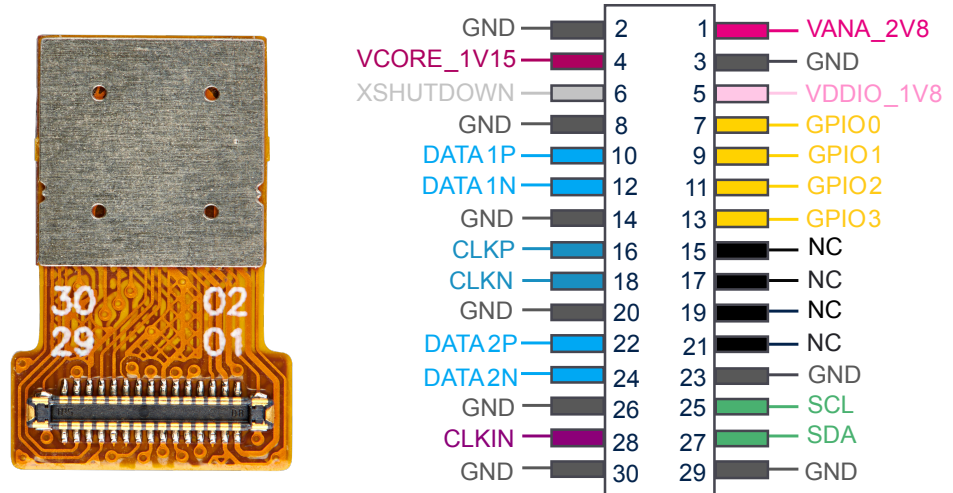 30 02
29 01
GND 2 1 VANA_2V8
VCORE_1V15 4 3 GND
XSHUTDOWN 6 5 VDDIO_1V8
GND 8 7 GPIO0
DATA1P 10 9 GPIO1
DATA1N 12 11 GPIO2
GND 14 13 GPIO3
CLKP 16 15 NC
CLKN 18 17 NC
GND 20 19 NC
DATA2P 22 21 NC
DATA2N 24 23 GND
GND 26 25 SCL
CLKIN 28 27 SDA
GND 30 29 GND